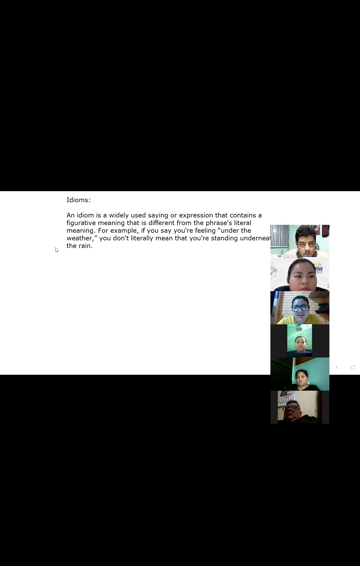 Idioms:
An idiom is a widely used saying or expression that contains a
figurative meaning that is different from the phrase's literal
meaning. For example, if you say you're feeling "under the
weather," you don't literally mean that you're standing underneat
the rain.